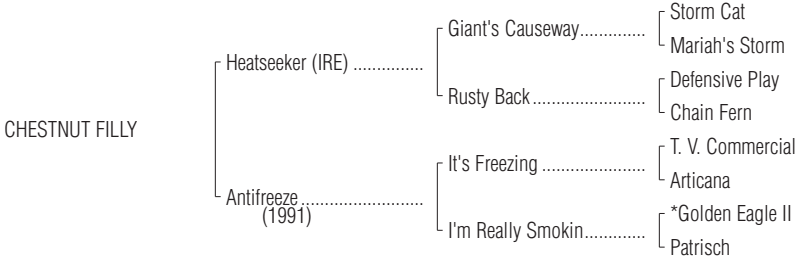 Storm Cat
Giant's Causeway..............
Mariah's Storm
Heatseeker (IRE) ...............
Defensive Play
Rusty Back........................
Chain Fern
CHESTNUT FILLY
T. V. Commercial
It's Freezing ......................
Articana
Antifreeze..........................
(1991)
*Golden Eagle II
I'm Really Smokin.............
Patrisch